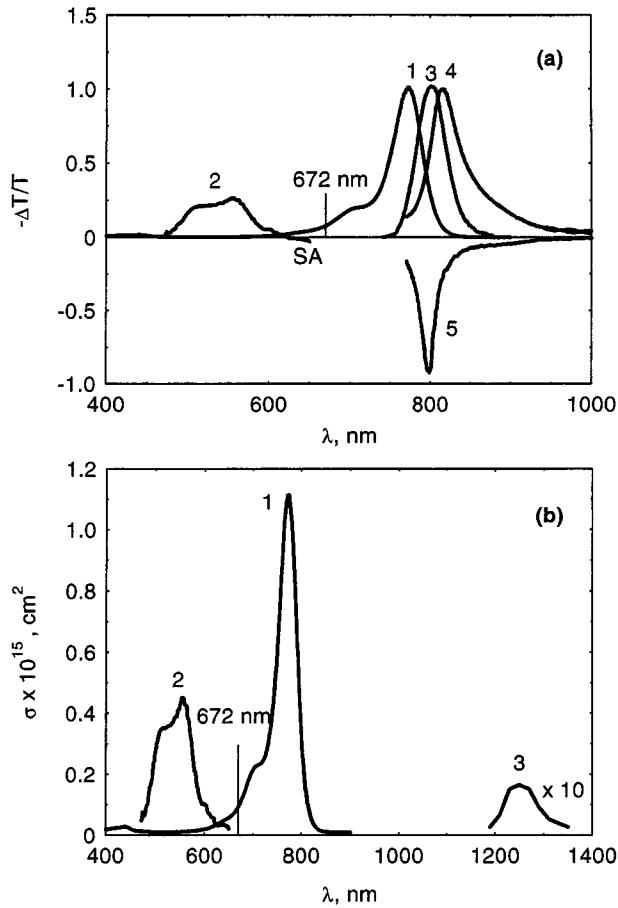 1.5
(a)
1 3 4
1.0
-ΔT/T
0.5
2
672 nm
0
SA
-0.5
5
-1.0
400 600 800 1000
λ, nm
1.2
(b)
1
1.0
σ x 10¹⁵, cm²
0.8
0.6
2
0.4
672 nm
3
0.2
x 10
0
400 600 800 1000 1200 1400
λ, nm